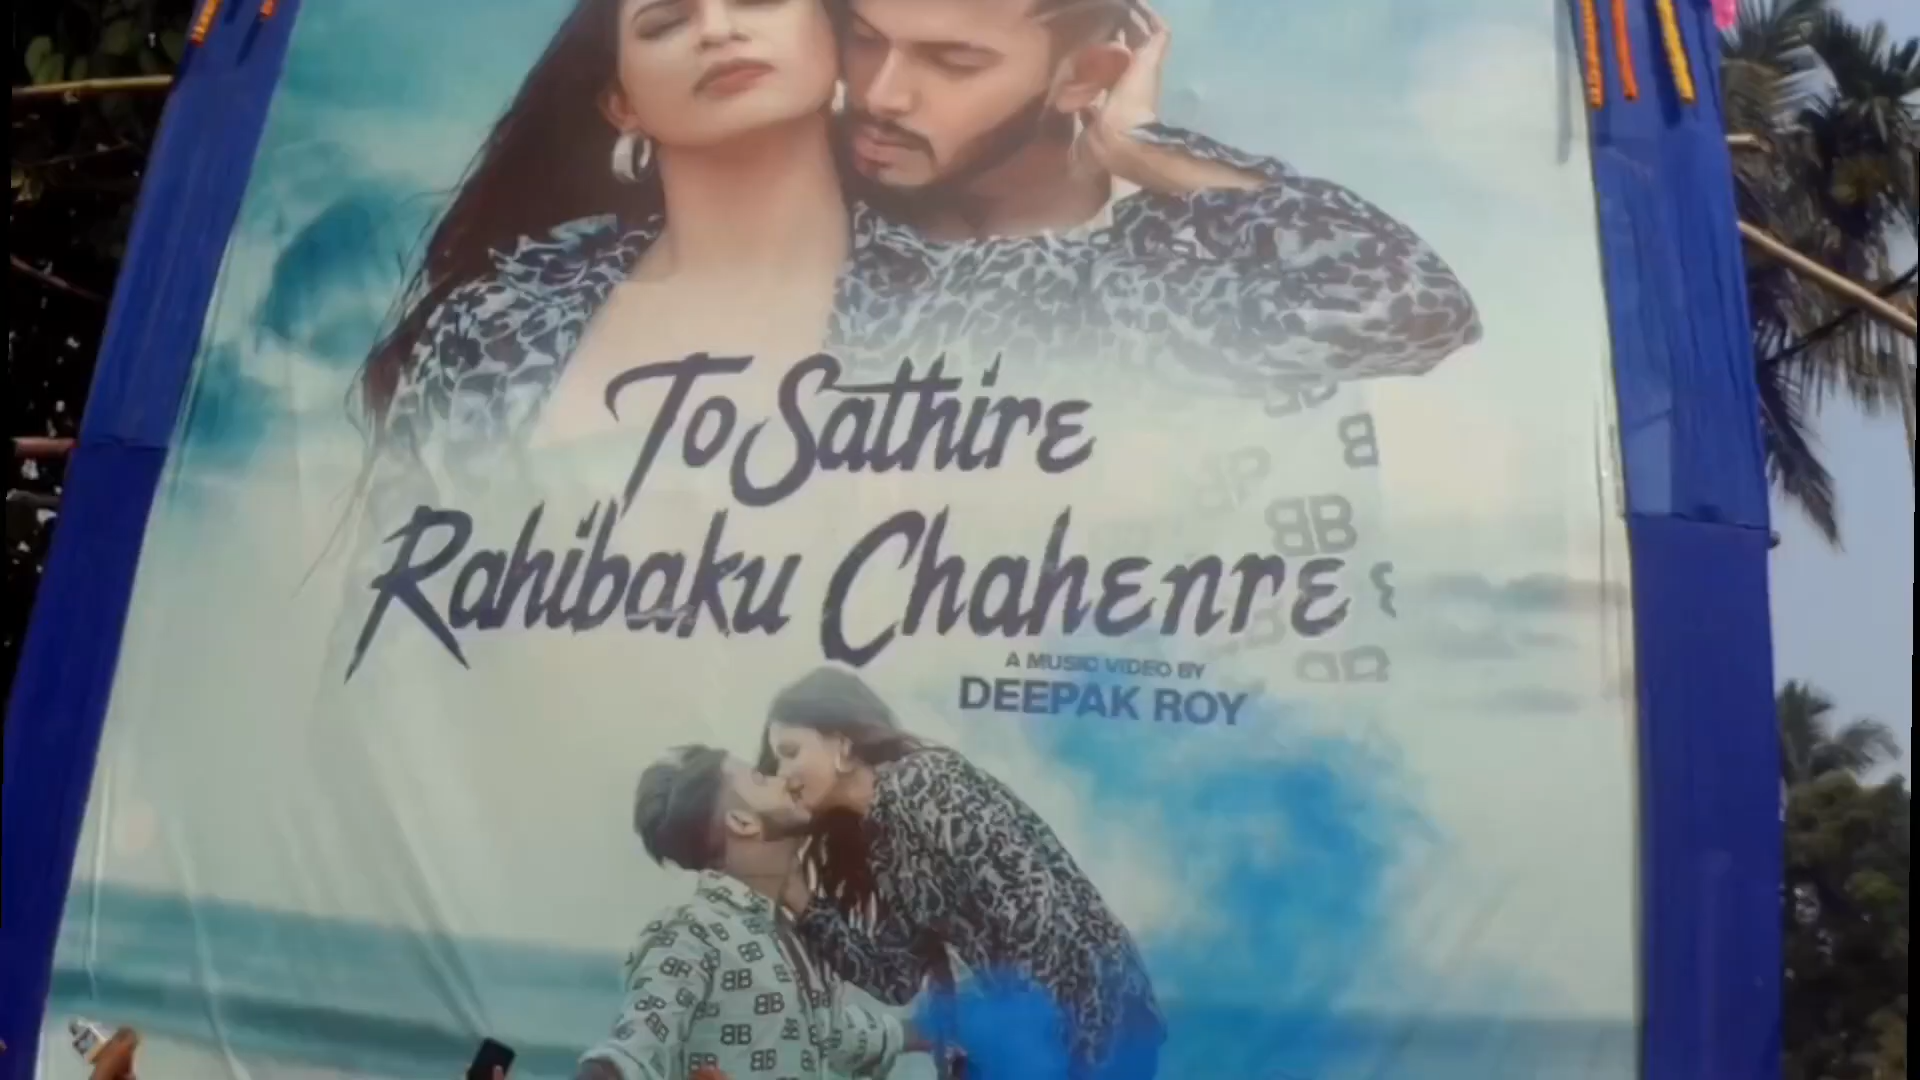 To Sathire
Rahibaku Chahenre
A MUSIC VIDEO BY
DEEPAK ROY